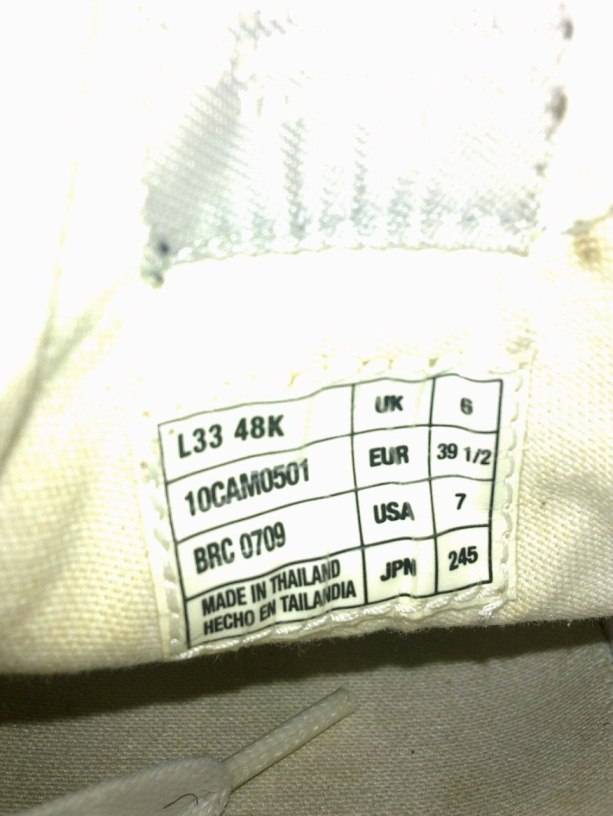 L33 48K UK 6
10CAM0501 EUR 39 1/2
BRC 0709 USA 7
MADE IN THAILAND
HECHO EN TAILANDIA JPN 245